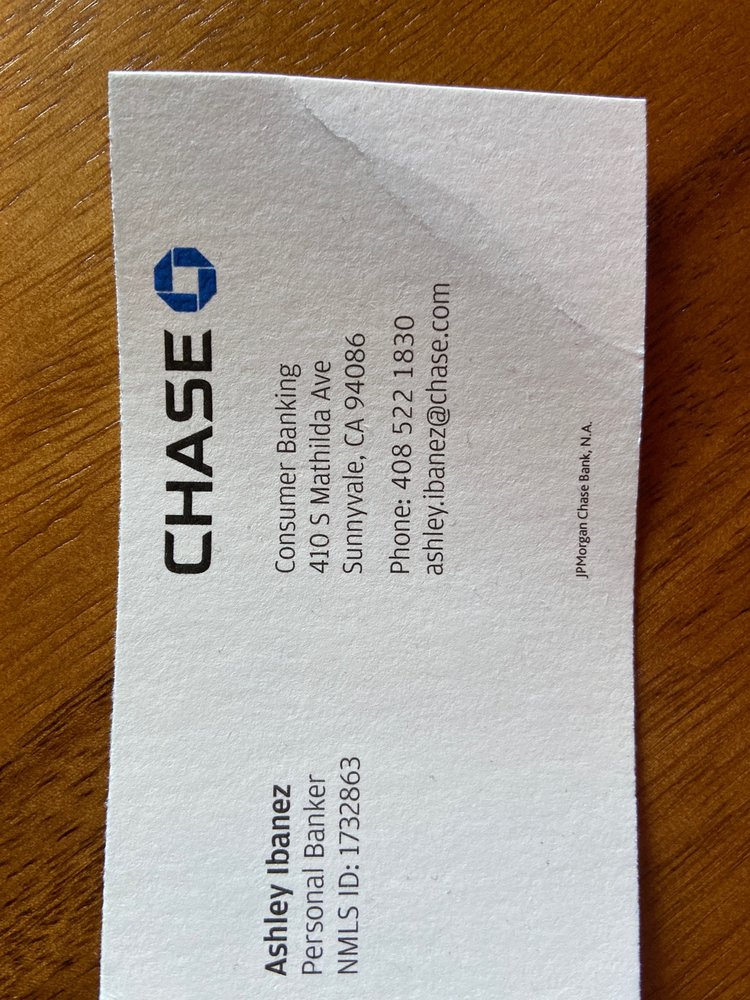 CHASE
Ashley Ibanez
Personal Banker
NMLS ID: 1732863
Consumer Banking
410 S Mathilda Ave
Sunnyvale, CA 94086
Phone: 408 522 1830
ashley.ibanez@chase.com
JPMorgan Chase Bank, N.A.